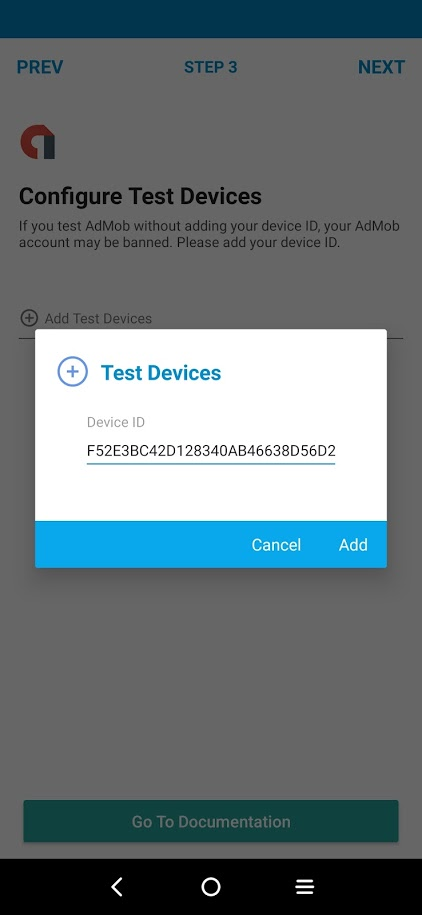 PREV
STEP 3
NEXT
Configure Test Devices
If you test AdMob without adding your device ID, your AdMob
account may be banned. Please add your device ID.
Add Test Devices
Test Devices
Device ID
F52E3BC42D128340AB46638D56D2
Cancel
Add
Go To Documentation